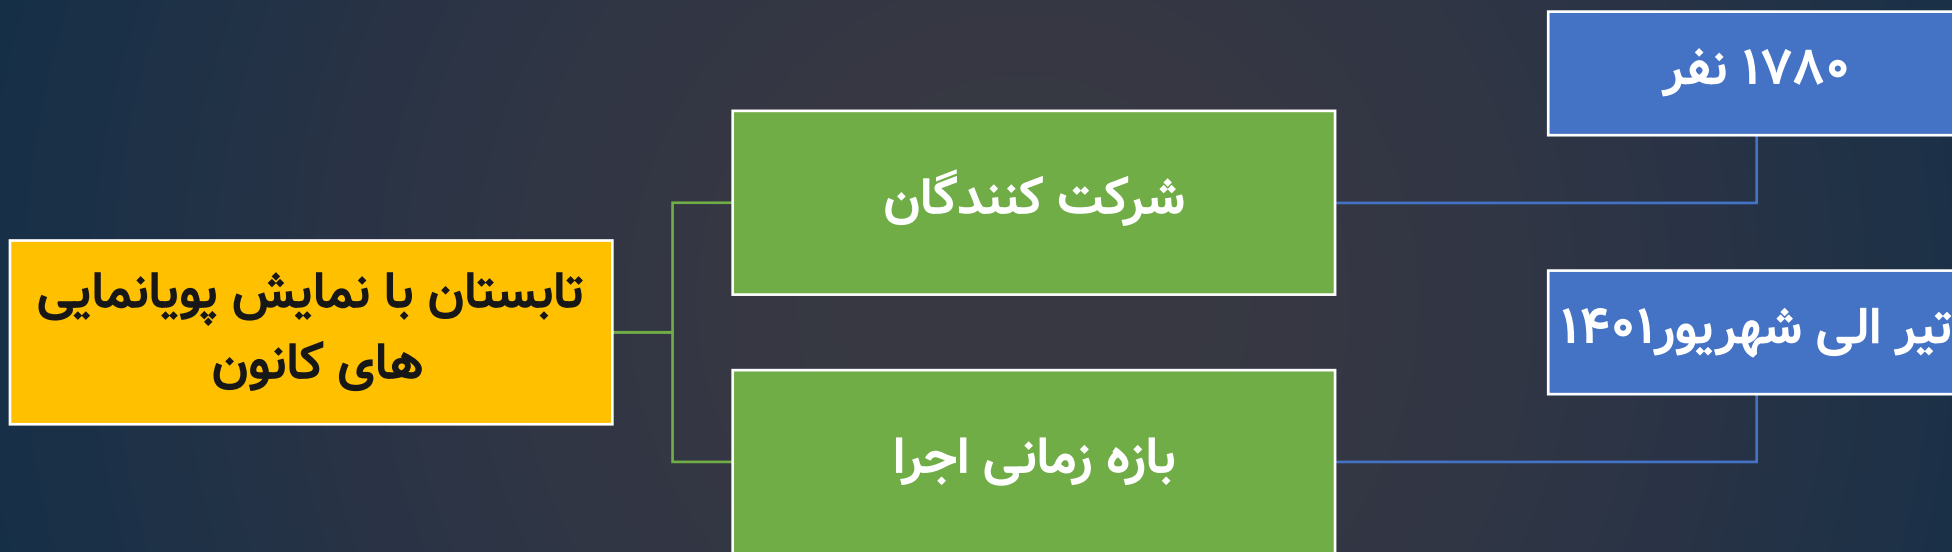 تابستان با نمایش پویانمایی
های کانون
شرکت کنندگان
۱۷۸۰ نفر
بازه زمانی اجرا
تیر الی شهریور۱۴۰۱